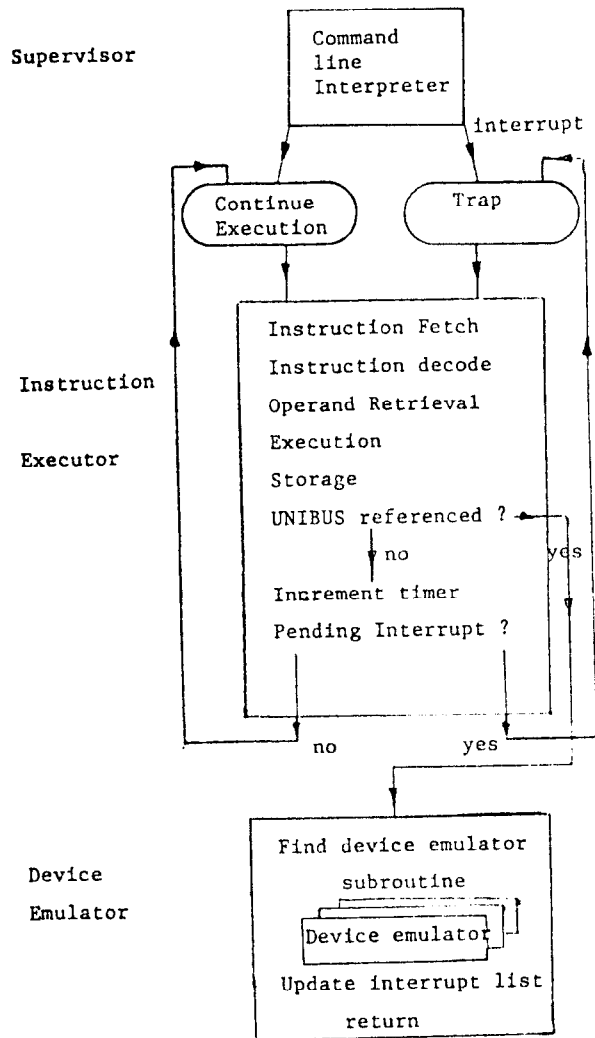 Supervisor
Command
line
Interpreter
interrupt
Continue
Execution
Trap
Instruction
Executor
Instruction Fetch
Instruction decode
Operand Retrieval
Execution
Storage
UNIBUS referenced ?
no
yes
Increment timer
Pending Interrupt ?
no
yes
Device
Emulator
Find device emulator
subroutine
Device emulator
Update interrupt list
return